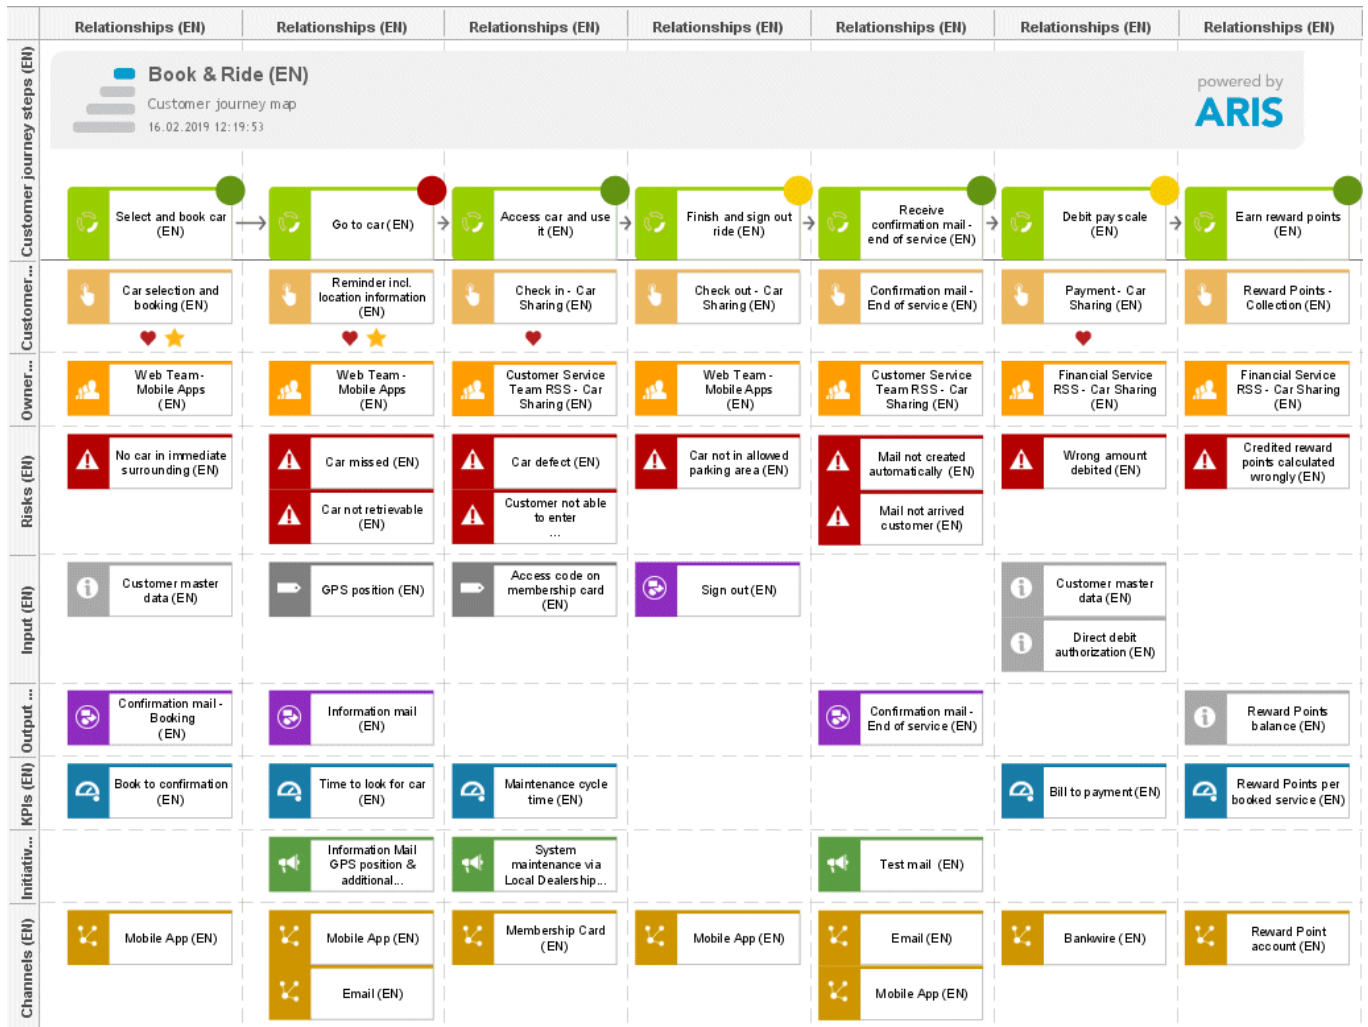 Relationships (EN)
Relationships (EN)
Relationships (EN)
Relationships (EN)
Relationships (EN)
Relationships (EN)
Relationships (EN)
Customer journey steps (EN)
Book & Ride (EN)
Customer journey map
16.02.2019 12:19:53
powered by
ARIS
Select and book car
(EN)
Go to car (EN)
Access car and use
it (EN)
Finish and sign out
ride (EN)
Receive
confirmation mail -
end of service (EN)
Debit pay scale
(EN)
Earn reward points
(EN)
Customer...
Car selection and
booking (EN)
Reminder incl.
location information
(EN)
Check in - Car
Sharing (EN)
Check out - Car
Sharing (EN)
Confirmation mail -
End of service (EN)
Payment - Car
Sharing (EN)
Reward Points -
Collection (EN)
Owner...
Web Team -
Mobile Apps
(EN)
Web Team -
Mobile Apps
(EN)
Customer Service
Team RSS - Car
Sharing (EN)
Web Team -
Mobile Apps
(EN)
Customer Service
Team RSS - Car
Sharing (EN)
Financial Service
RSS - Car Sharing
(EN)
Financial Service
RSS - Car Sharing
(EN)
Risks (EN)
No car in immediate
surrounding (EN)
Car missed (EN)
Car not retrievable
(EN)
Car defect (EN)
Customer not able
to enter
...
Car not in allowed
parking area (EN)
Mail not created
automatically (EN)
Mail not arrived
customer (EN)
Wrong amount
debited (EN)
Credited reward
points calculated
wrongly (EN)
Input (EN)
Customer master
data (EN)
GPS position (EN)
Access code on
membership card
(EN)
Sign out (EN)
Customer master
data (EN)
Direct debit
authorization (EN)
Output ...
Confirmation mail -
Booking
(EN)
Information mail
(EN)
Confirmation mail -
End of service (EN)
Reward Points
balance (EN)
KPIs (EN)
Book to confirmation
(EN)
Time to look for car
(EN)
Maintenance cycle
time (EN)
Bill to payment (EN)
Reward Points per
booked service (EN)
Initiativ...
Information Mail
GPS position &
additional...
System
maintenance via
Local Dealership...
Test mail (EN)
Channels (EN)
Mobile App (EN)
Mobile App (EN)
Email (EN)
Membership Card
(EN)
Mobile App (EN)
Email (EN)
Mobile App (EN)
Bankwire (EN)
Reward Point
account (EN)